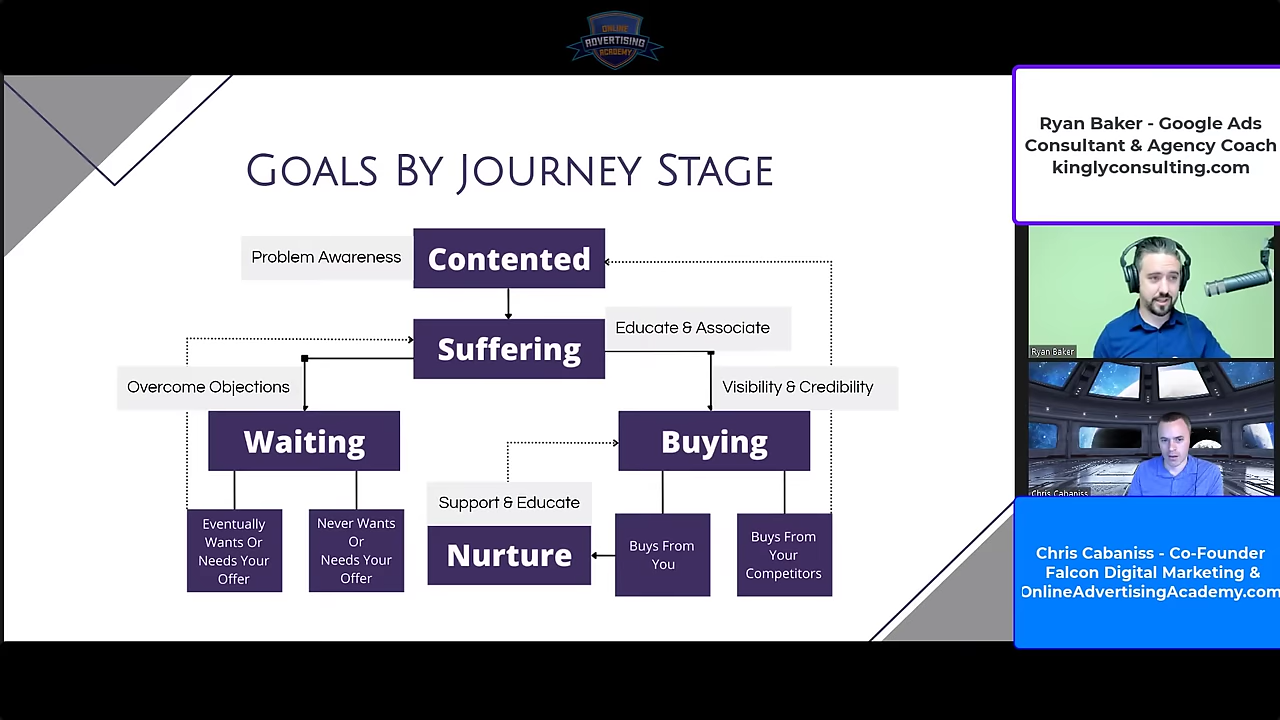 ONLINE
ADVERTISING
ACADEMY
Goals By Journey Stage
Problem Awareness
Contented
Educate & Associate
Suffering
Overcome Objections
Visibility & Credibility
Waiting
Buying
Support & Educate
Nurture
Eventually
Wants Or
Needs Your
Offer
Never Wants
Or
Needs Your
Offer
Buys From
You
Buys From
Your
Competitors
Ryan Baker - Google Ads
Consultant & Agency Coach
kinglyconsulting.com
Ryan Baker
Chris Cabaniss
Chris Cabaniss - Co-Founder
Falcon Digital Marketing &
OnlineAdvertisingAcademy.com